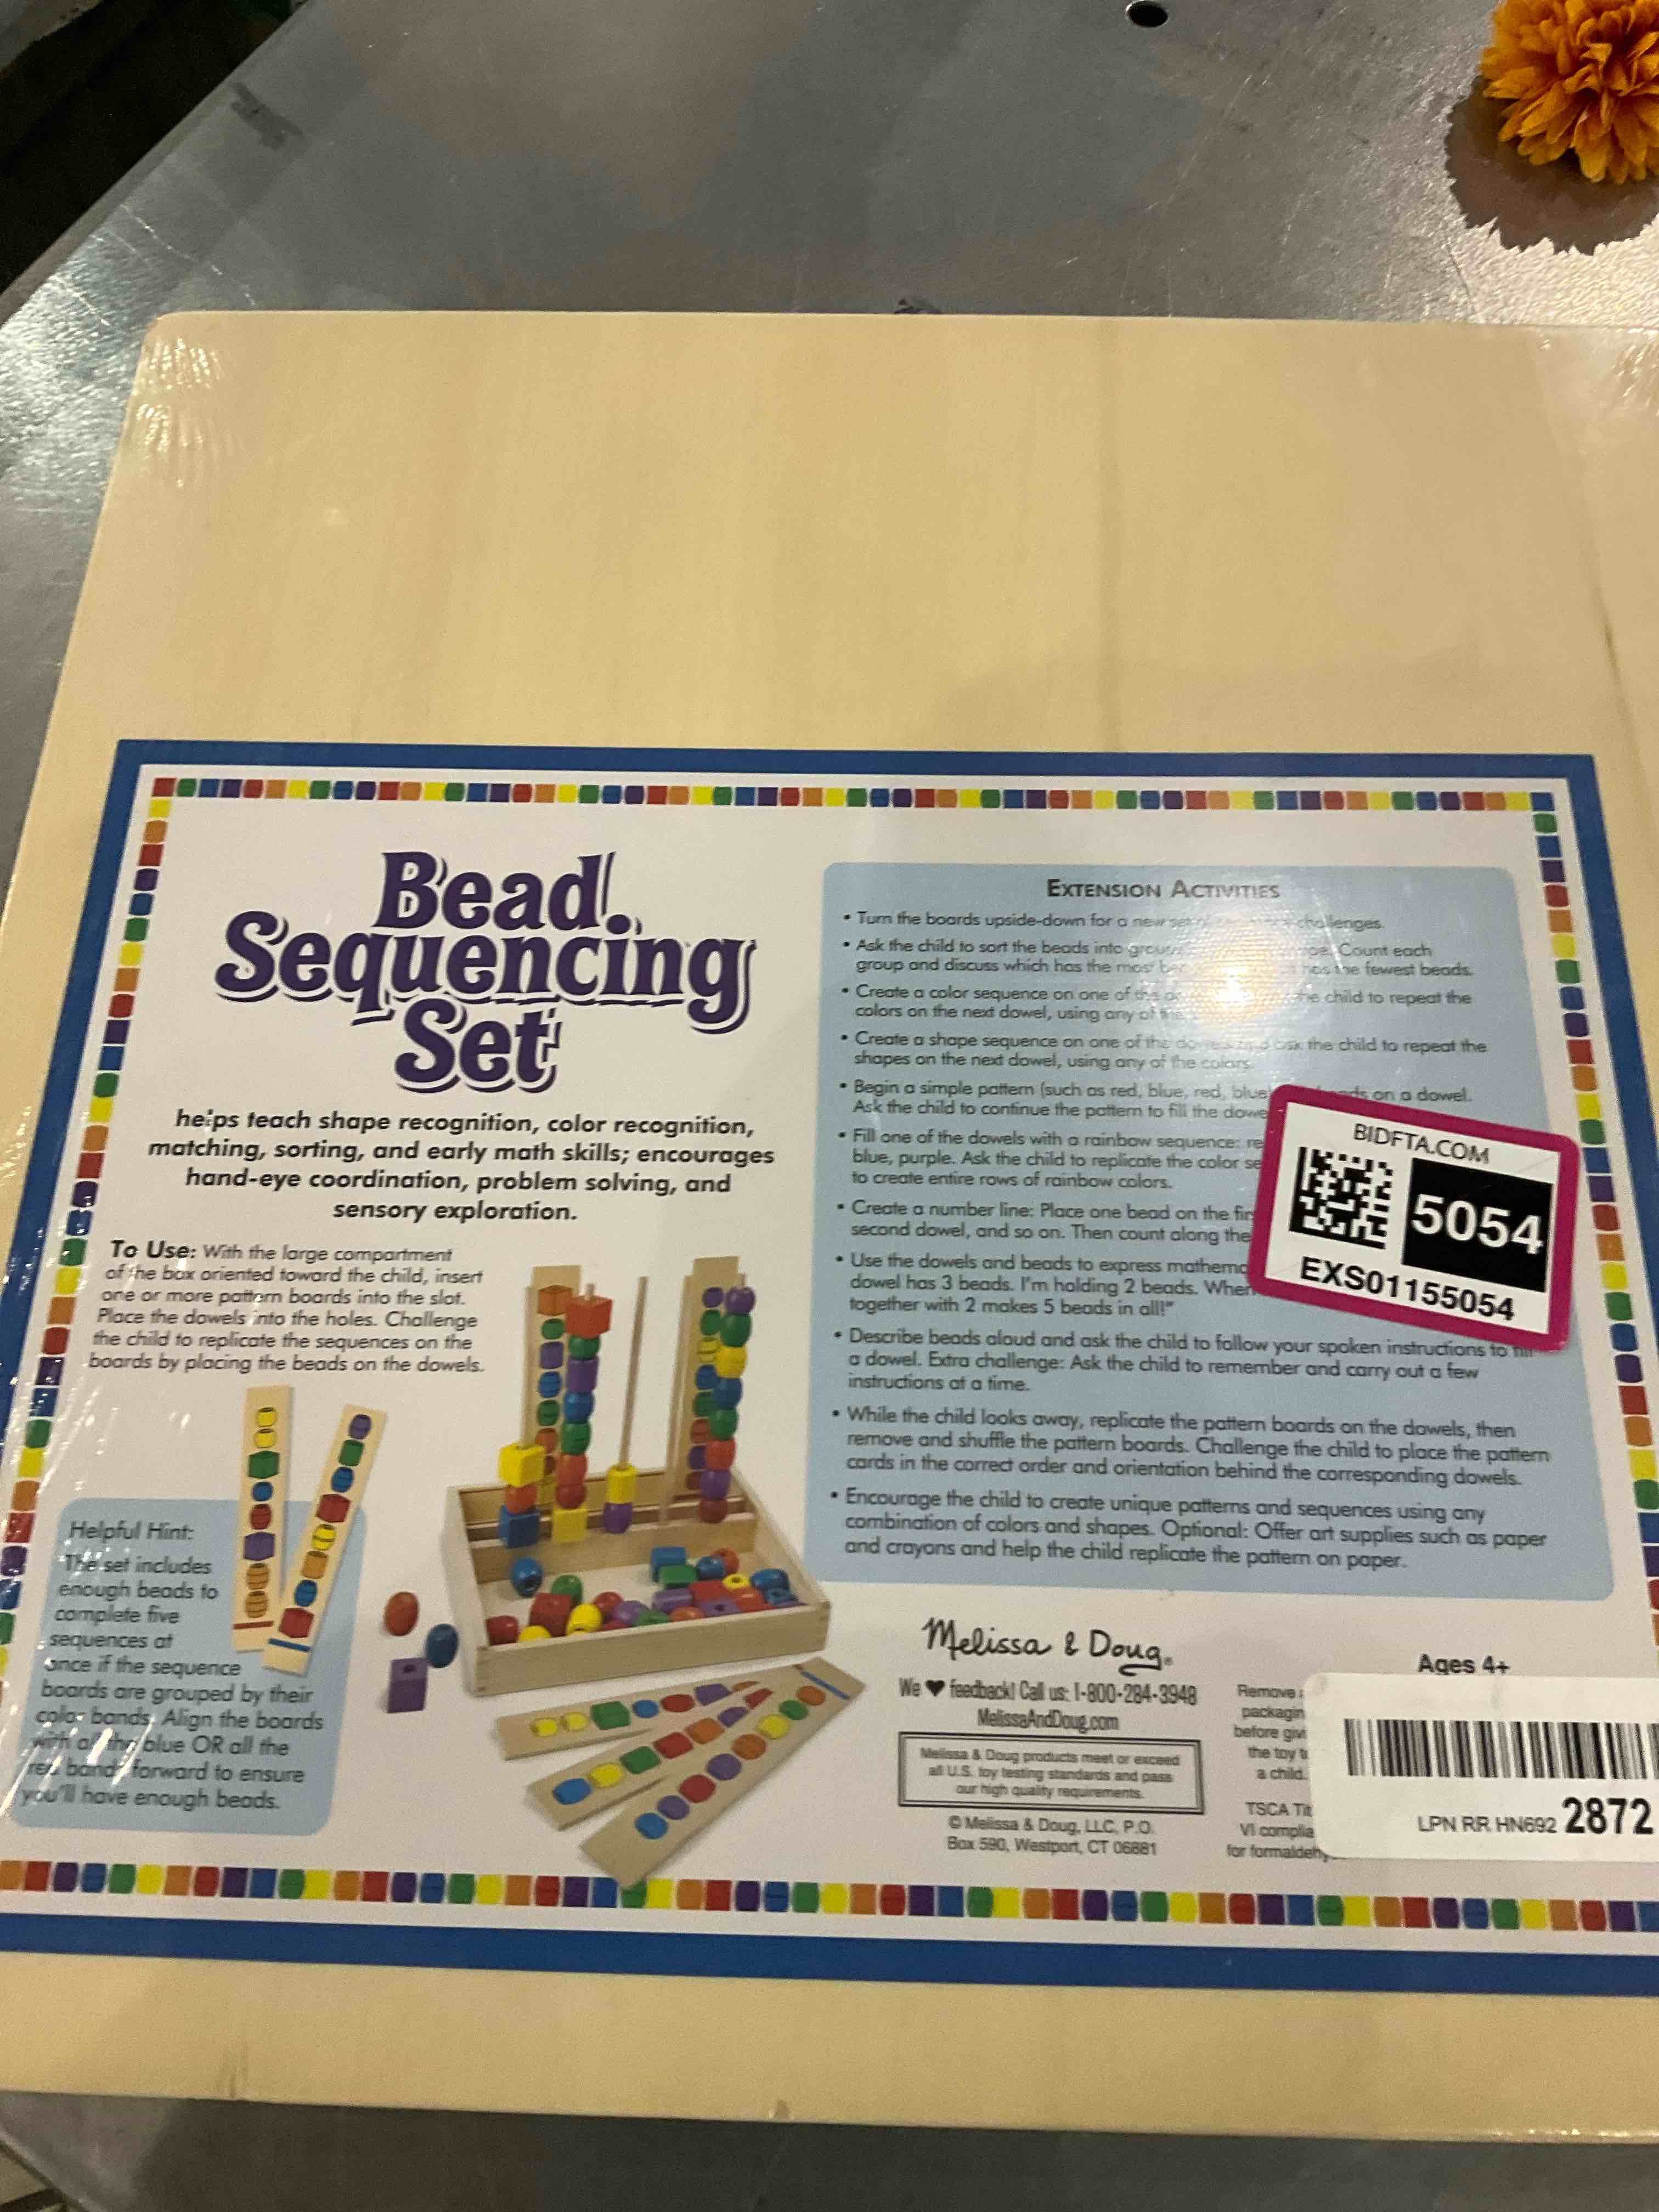 Bead
Sequencing
Set
helps teach shape recognition, color recognition,
matching, sorting, and early math skills; encourages
hand-eye coordination, problem solving, and
sensory exploration.
To Use: With the large compartment
of the box oriented toward the child, insert
one or more pattern boards into the slot.
Place the dowels into the holes. Challenge
the child to replicate the sequences on the
boards by placing the beads on the dowels.
Helpful Hint:
The set includes
enough beads to
complete five
sequences at
once if the sequence
boards are grouped by their
color bands. Align the boards
with all the blue OR all the
red bands forward to ensure
you'll have enough beads.
EXTENSION ACTIVITIES
• Turn the boards upside-down for a new set challenges.
• Ask the child to sort the beads into Count each
group and discuss which has the most has the fewest beads.
• Create a color sequence on one of the the child to repeat the
colors on the next dowel, using any of the
• Create a shape sequence on one of the dowels and ask the child to repeat the
shapes on the next dowel, using any of the colors.
• Begin a simple pattern (such as red, blue, red, blue on a dowel.
Ask the child to continue the pattern to fill the
• Fill one of the dowels with a rainbow sequence:
blue, purple. Ask the child to replicate the color
to create entire rows of rainbow colors.
• Create a number line: Place one bead on the
second dowel, and so on. Then count along the
• Use the dowels and beads to express
dowel has 3 beads. I'm holding 2 beads. When
together with 2 makes 5 beads in all!"
• Describe beads aloud and ask the child to follow your spoken instructions to fill
a dowel. Extra challenge: Ask the child to remember and carry out a few
instructions at a time.
• While the child looks away, replicate the pattern boards on the dowels, then
remove and shuffle the pattern boards. Challenge the child to place the pattern
cards in the correct order and orientation behind the corresponding dowels.
• Encourage the child to create unique patterns and sequences using any
combination of colors and shapes. Optional: Offer art supplies such as paper
and crayons and help the child replicate the pattern on paper.
BIDFTA.COM
5054
EXS01155054
Melissa & Doug®
We ♥ feedback! Call us: 1-800-284-3948
MelissaAndDoug.com
Melissa & Doug products meet or exceed
all U.S. toy testing standards and pass
our high quality requirements.
© Melissa & Doug, LLC, P.O.
Box 590, Westport, CT 06881
Ages 4+
Remove
before
the toy
a child.
TSCA
VI
for
LPN RR HN692 2872